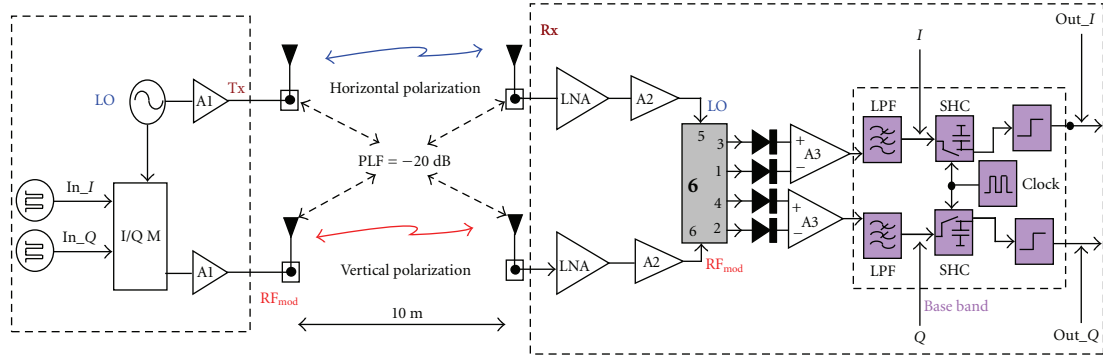 Rx
I
Out_I
Tx
LO
A1
Horizontal polarization
LNA
A2
LO
LPF
SHC
5
3
1
4
2
6
6
+
−
A3
+
−
A3
PLF = −20 dB
Clock
In_I
In_Q
I/Q M
A1
RFmod
Vertical polarization
LNA
A2
RFmod
LPF
SHC
Base band
10 m
Q
Out_Q